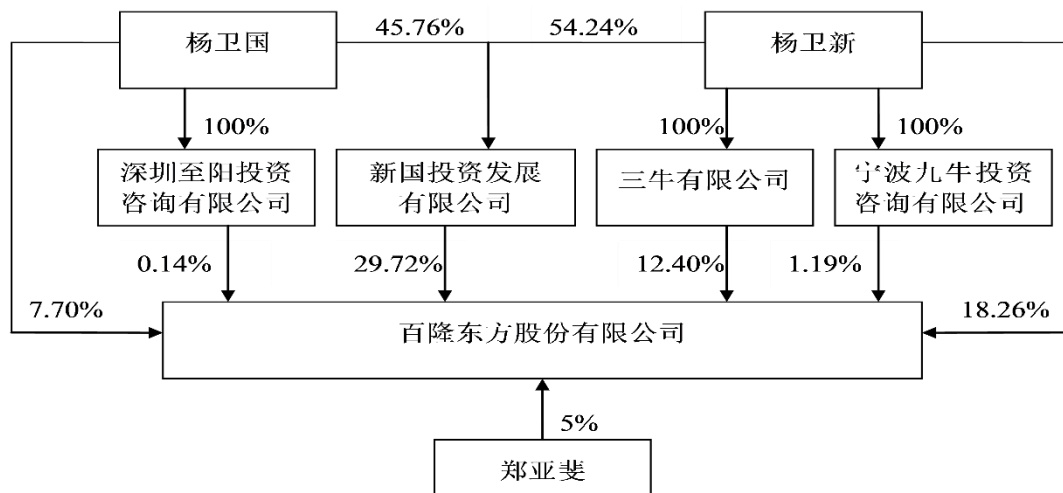 杨卫国
45.76%
54.24%
杨卫新
100%
100%
100%
深圳至阳投资
咨询有限公司
新国投资发展
有限公司
三牛有限公司
宁波九牛投资
咨询有限公司
0.14%
29.72%
12.40%
1.19%
7.70%
18.26%
百隆东方股份有限公司
5%
郑亚斐